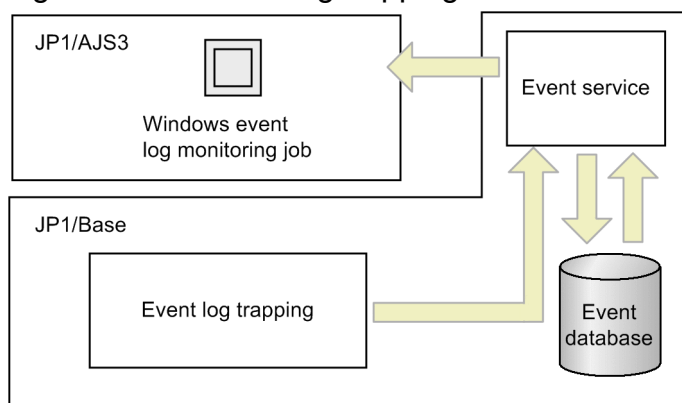 JP1/AJS3
Windows event
log monitoring job
Event service
JP1/Base
Event log trapping
Event
database